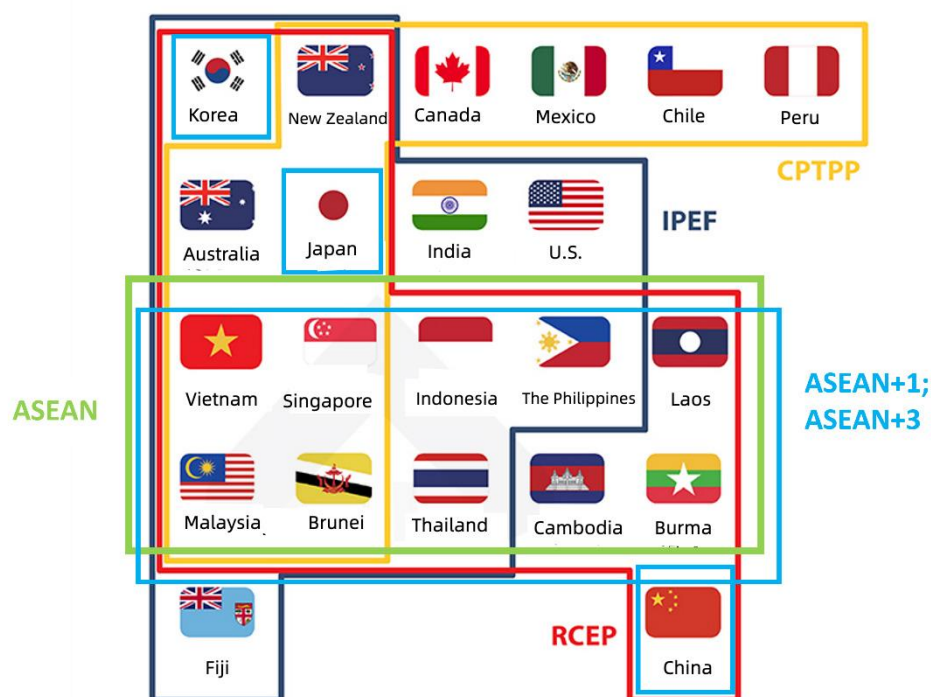 Korea
New Zealand
Canada
Mexico
Chile
Peru
CPTPP
Australia
Japan
India
U.S.
IPEF
Vietnam
Singapore
Indonesia
The Philippines
Laos
ASEAN
ASEAN+1;
ASEAN+3
Malaysia
Brunei
Thailand
Cambodia
Burma
Fiji
RCEP
China